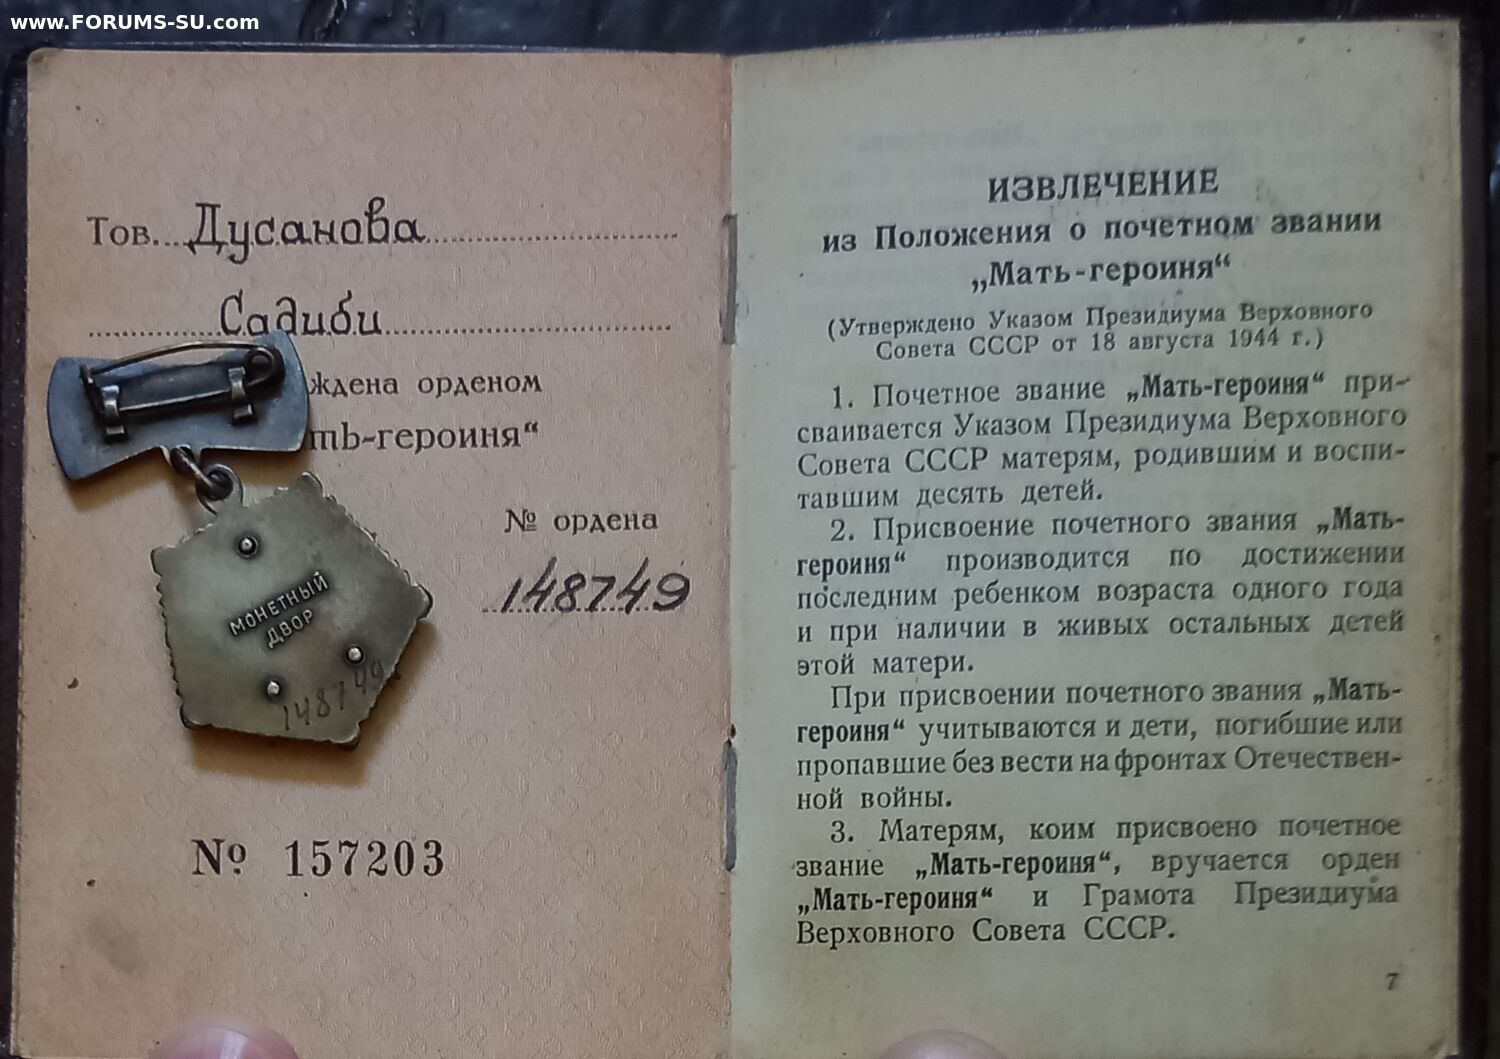 www.FORUMS-SU.com
Тов. Дусанова
Садиби
ждена орденом
ть-героиня“
№ ордена
148749
МОНЕТНЫЙ
ДВОР
148749
№ 157203
ИЗВЛЕЧЕНИЕ
из Положения о почетном звании
„Мать-героиня“
(Утверждено Указом Президиума Верховного
Совета СССР от 18 августа 1944 г.)
1. Почетное звание „Мать-героиня“ при-
сваивается Указом Президиума Верховного
Совета СССР матерям, родившим и воспи-
тавшим десять детей.
2. Присвоение почетного звания „Мать-
героиня“ производится по достижении
последним ребенком возраста одного года
и при наличии в живых остальных детей
этой матери.
При присвоении почетного звания „Мать-
героиня“ учитываются и дети, погибшие или
пропавшие без вести на фронтах Отечествен-
ной войны.
3. Матерям, коим присвоено почетное
звание „Мать-героиня“, вручается орден
„Мать-героиня“ и Грамота Президиума
Верховного Совета СССР.
7